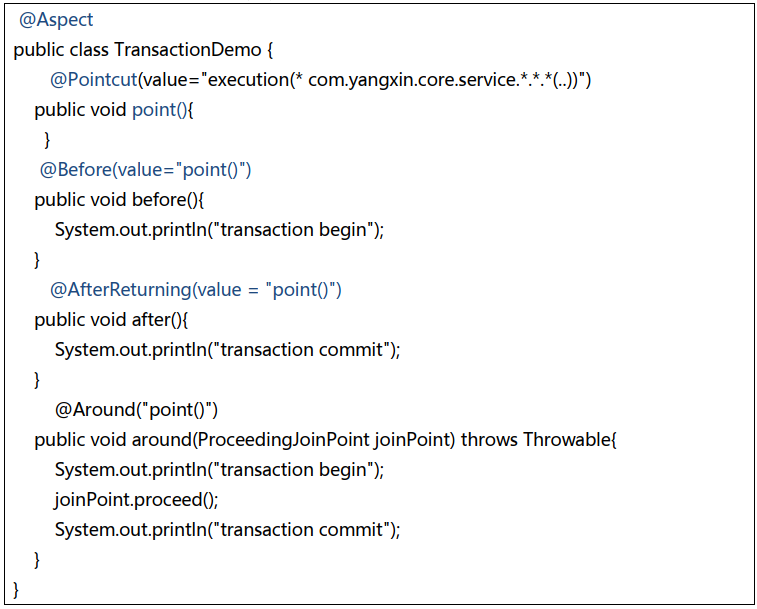 @Aspect
public class TransactionDemo {
@Pointcut(value="execution(* com.yangxin.core.service.*.*.*(..))")
public void point(){
}
@Before(value="point()")
public void before(){
System.out.println("transaction begin");
}
@AfterReturning(value = "point()")
public void after(){
System.out.println("transaction commit");
}
@Around("point()")
public void around(ProceedingJoinPoint joinPoint) throws Throwable{
System.out.println("transaction begin");
joinPoint.proceed();
System.out.println("transaction commit");
}
}